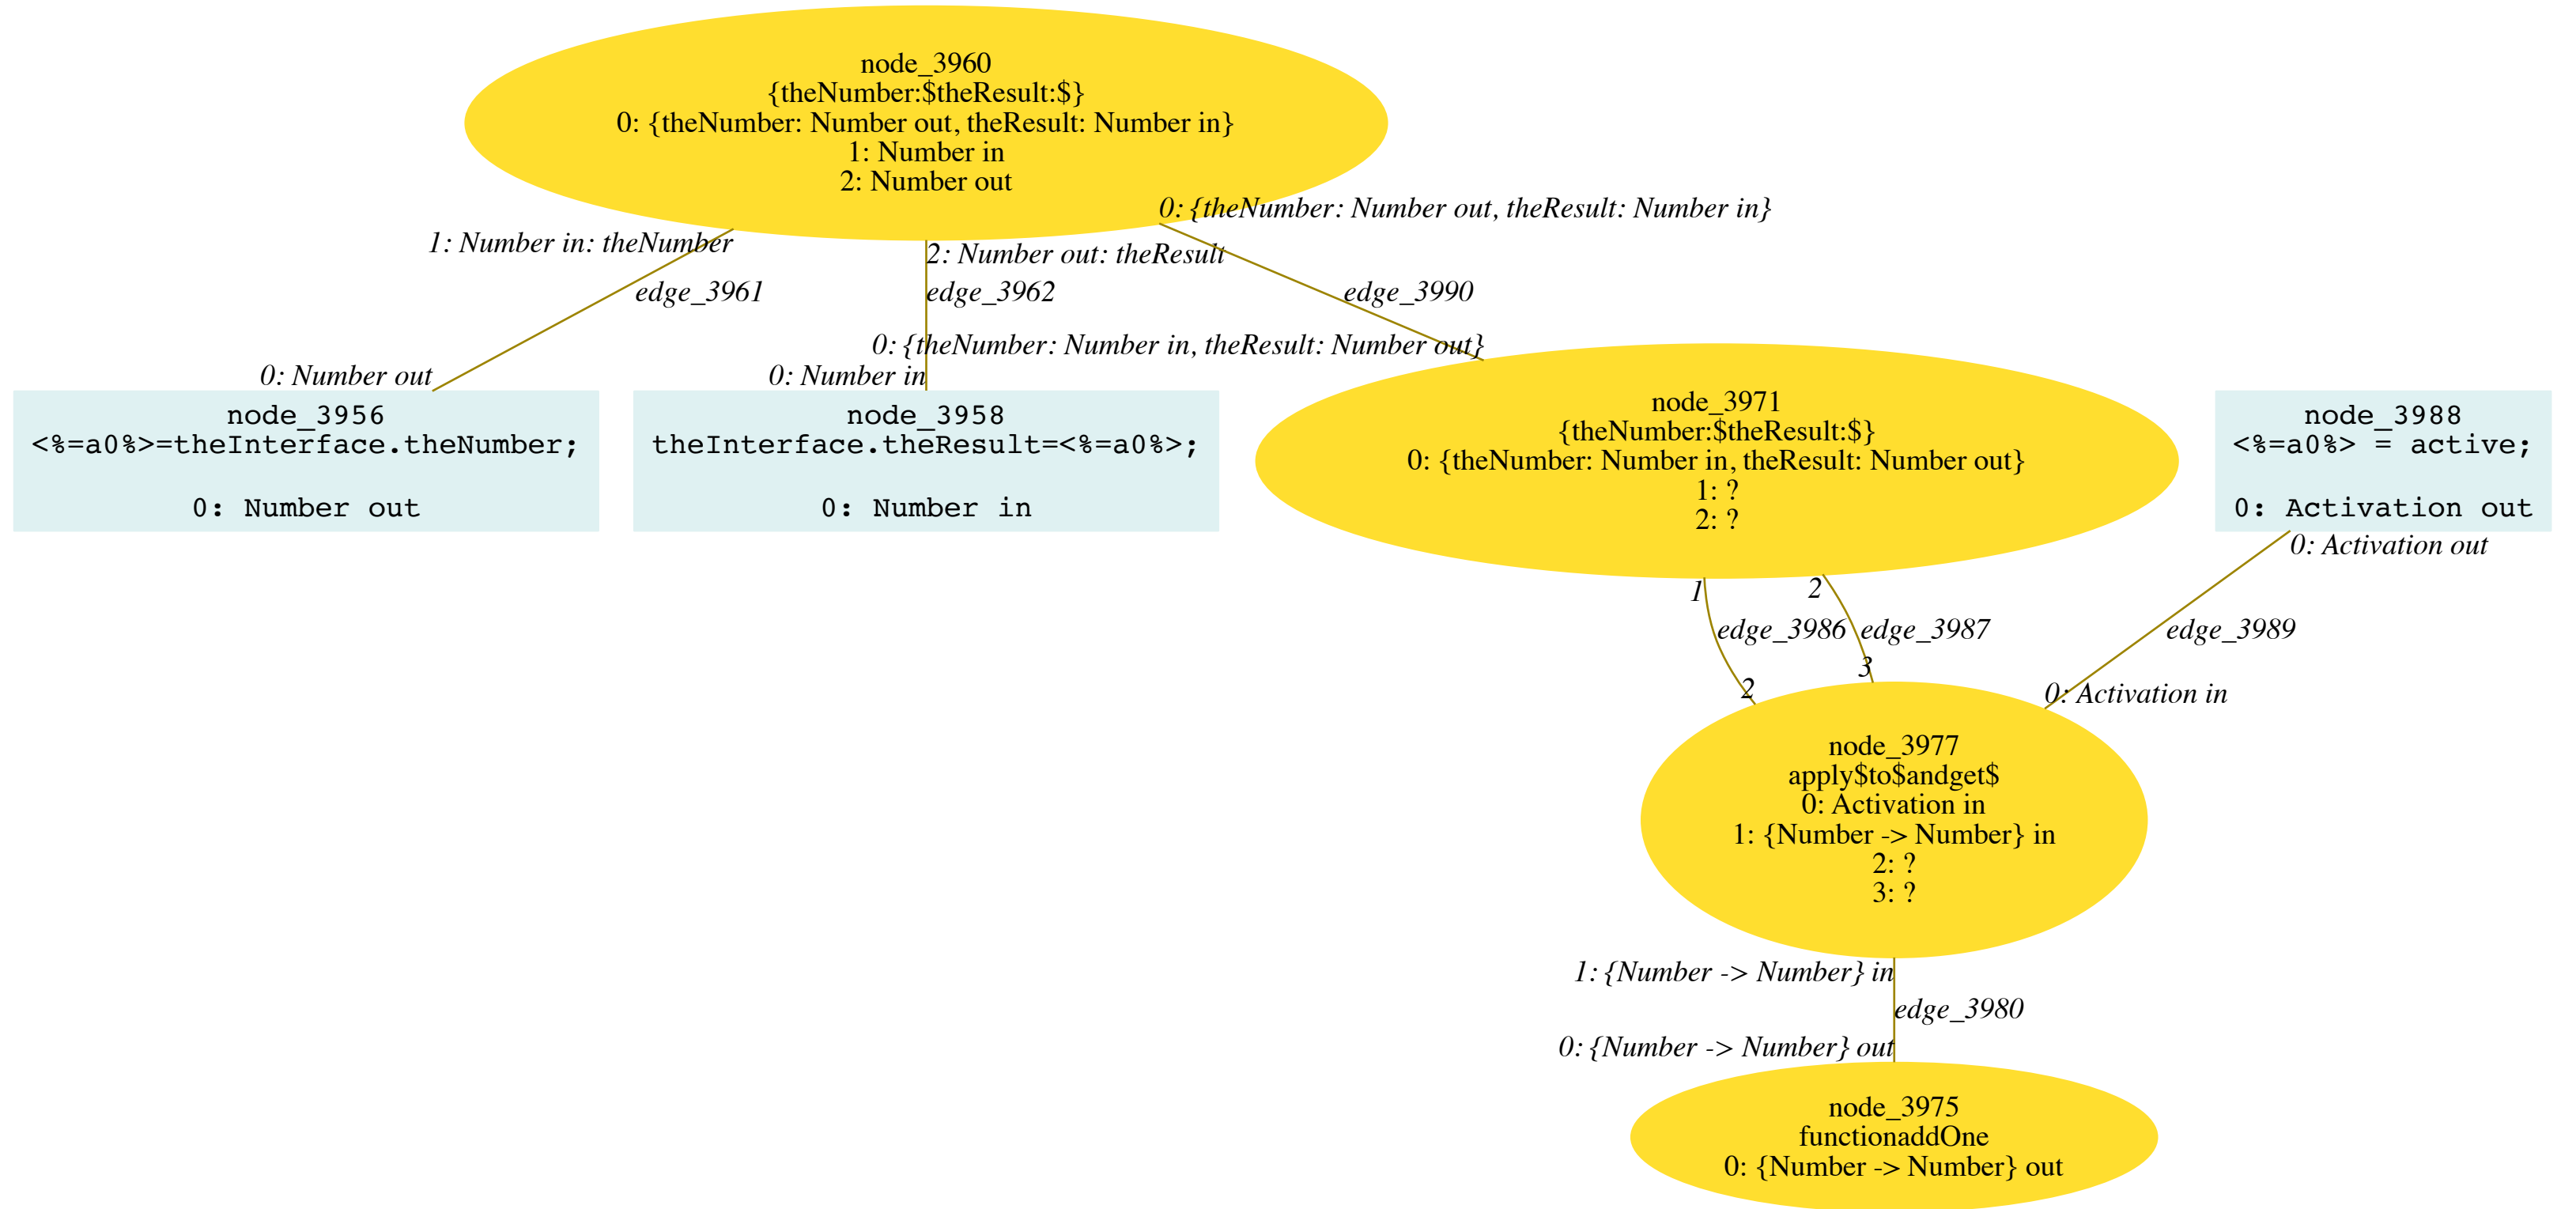 node_3960
{theNumber:$theResult:$}
0: {theNumber: Number out, theResult: Number in}
1: Number in
2: Number out
0: {theNumber: Number out, theResult: Number in}
1: Number in: theNumber
2: Number out: theResult
edge_3961
edge_3962
edge_3990
0: {theNumber: Number in, theResult: Number out}
0: Number out
0: Number in
node_3956
<%=a0%>=theInterface.theNumber;
0: Number out
node_3958
theInterface.theResult=<%=a0%>;
0: Number in
node_3971
{theNumber:$theResult:$}
0: {theNumber: Number in, theResult: Number out}
1: ?
2: ?
node_3988
<%=a0%> = active;
0: Activation out
0: Activation out
1
2
edge_3986
edge_3987
edge_3989
2
3
0: Activation in
node_3977
apply$to$andget$
0: Activation in
1: {Number -> Number} in
2: ?
3: ?
1: {Number -> Number} in
edge_3980
0: {Number -> Number} out
node_3975
functionaddOne
0: {Number -> Number} out